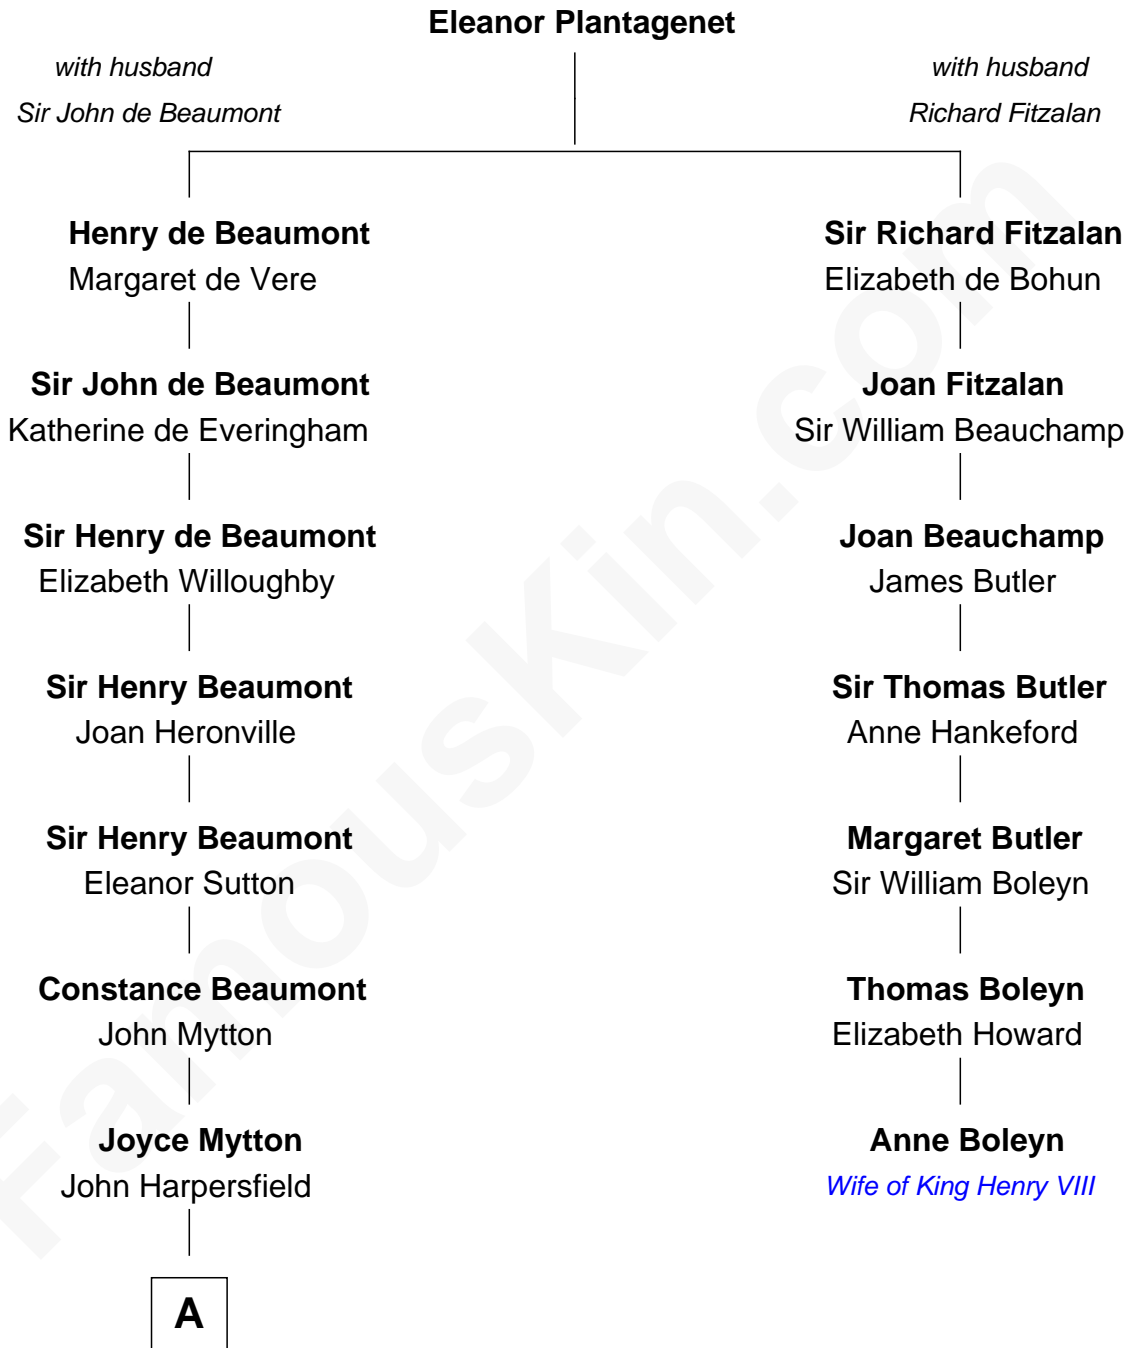 Eleanor Plantagenet
with husband
Sir John de Beaumont
with husband
Richard Fitzalan
Henry de Beaumont
Margaret de Vere
Sir Richard Fitzalan
Elizabeth de Bohun
Sir John de Beaumont
Katherine de Everingham
Joan Fitzalan
Sir William Beauchamp
Sir Henry de Beaumont
Elizabeth Willoughby
Joan Beauchamp
James Butler
Sir Henry Beaumont
Joan Heronville
Sir Thomas Butler
Anne Hankeford
Sir Henry Beaumont
Eleanor Sutton
Margaret Butler
Sir William Boleyn
Constance Beaumont
John Mytton
Thomas Boleyn
Elizabeth Howard
Joyce Mytton
John Harpersfield
Anne Boleyn
Wife of King Henry VIII
A
FamousKin.com